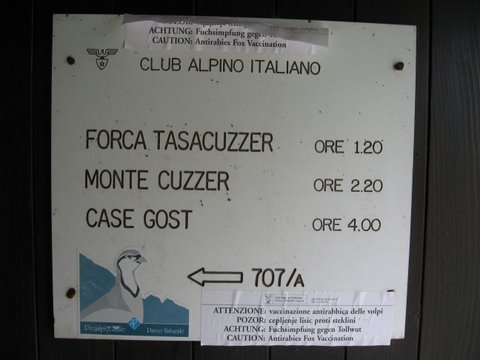 ACHTUNG: Fuchsimpfung gegen
CAUTION: Antirabies Fox Vaccination
CLUB ALPINO ITALIANO
FORCA TASACUZZER ORE 1.20
MONTE CUZZER ORE 2.20
CASE GOST ORE 4.00
707/A
Prealpi Giulie
Parco Naturale
ATTENZIONE: vaccinazione antirabbica delle volpi
POZOR: cepljenje lisic proti steklini
ACHTUNG: Fuchsimpfung gegen Tollwut
CAUTION: Antirabies Fox Vaccination